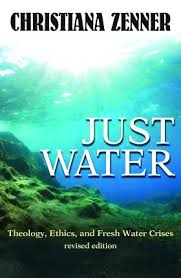 CHRISTIANA ZENNER
JUST
WATER
Theology, Ethics, and Fresh Water Crises
revised edition